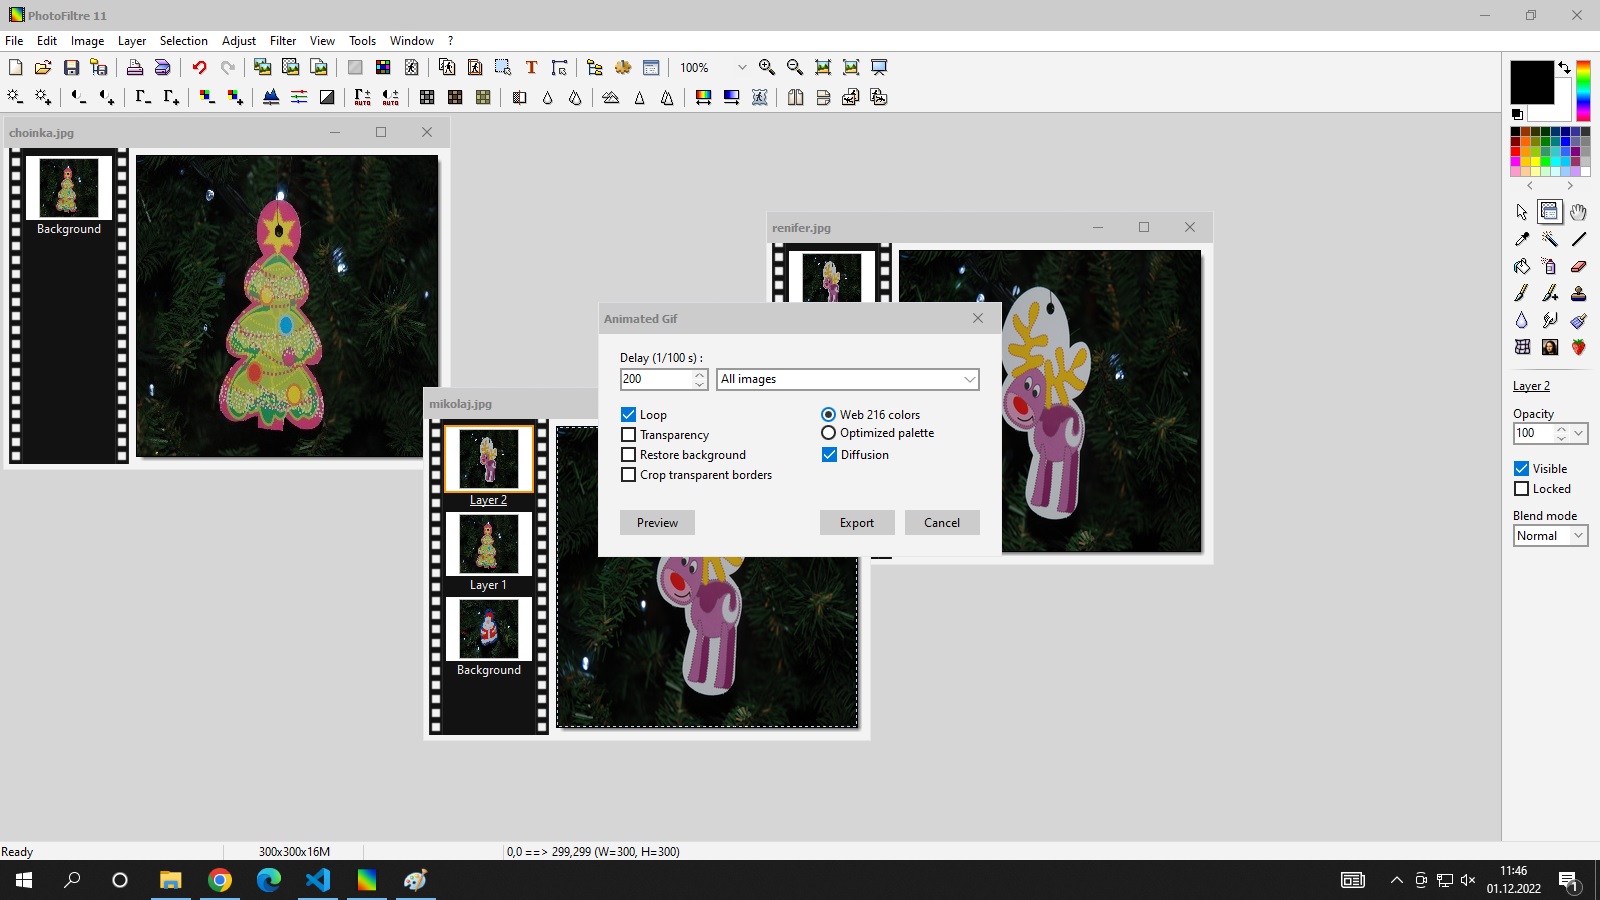 PhotoFiltre 11
File Edit Image Layer Selection Adjust Filter View Tools Window ?
100%
T
AUTO AUTO
choinka.jpg
Background
renifer.jpg
mikolaj.jpg
Layer 2
Layer 1
Background
Animated Gif
Delay (1/100 s) :
200 All images
Loop
Transparency
Restore background
Crop transparent borders
Web 216 colors
Optimized palette
Diffusion
Preview Export Cancel
Layer 2
Opacity
100
Visible
Locked
Blend mode
Normal
Ready 300x300x16M 0,0 ==> 299,299 (W=300, H=300)
11:46
01.12.2022
1